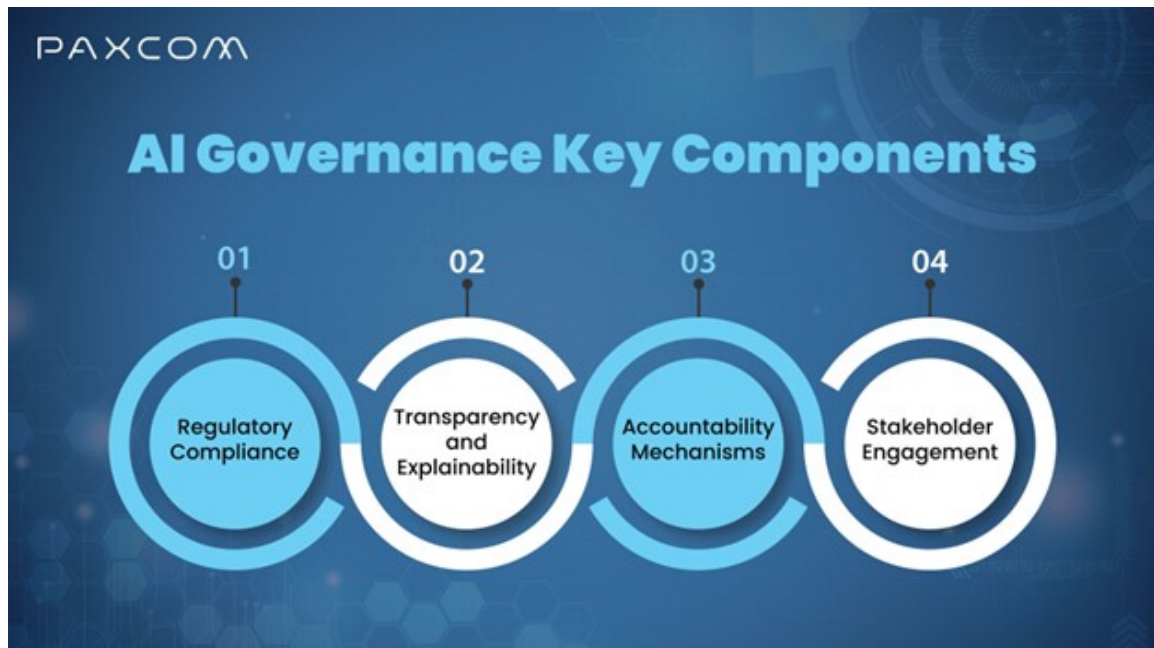 PAXCOM
AI Governance Key Components
01
02
03
04
Regulatory
Compliance
Transparency
and
Explainability
Accountability
Mechanisms
Stakeholder
Engagement